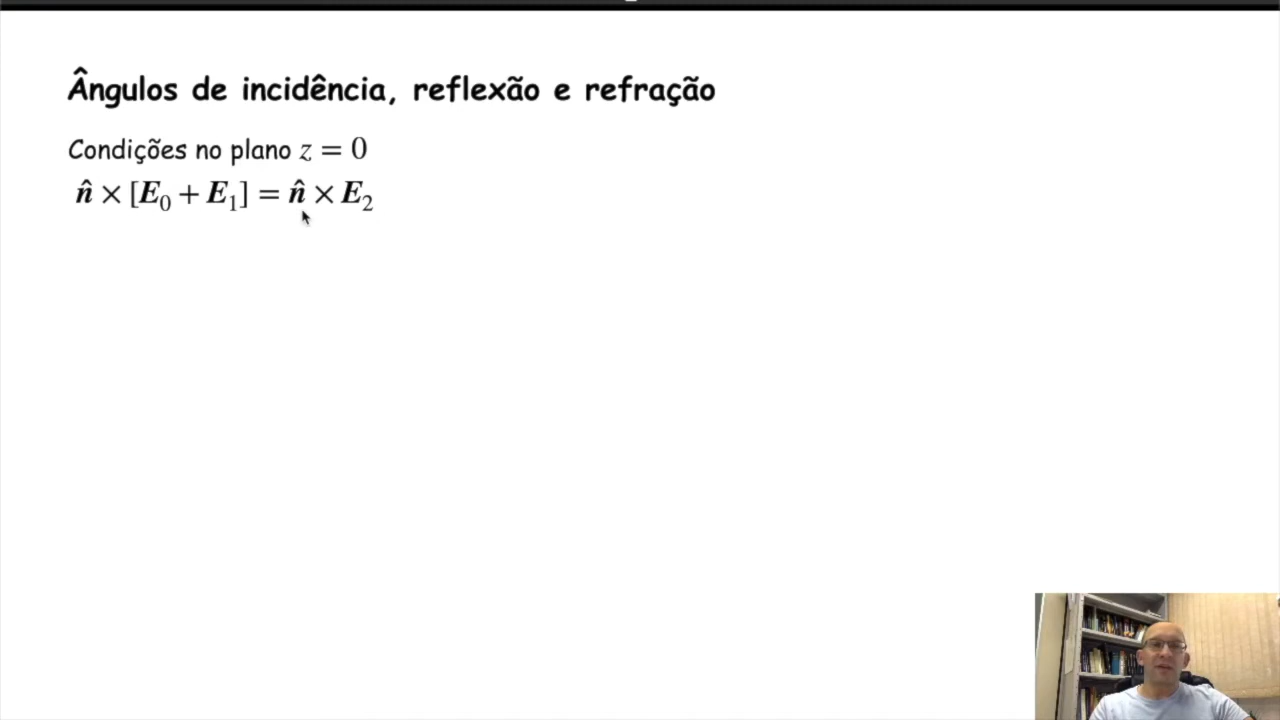 Ângulos de incidência, reflexão e refração
Condições no plano z = 0
n̂ × [E₀ + E₁] = n̂ × E₂